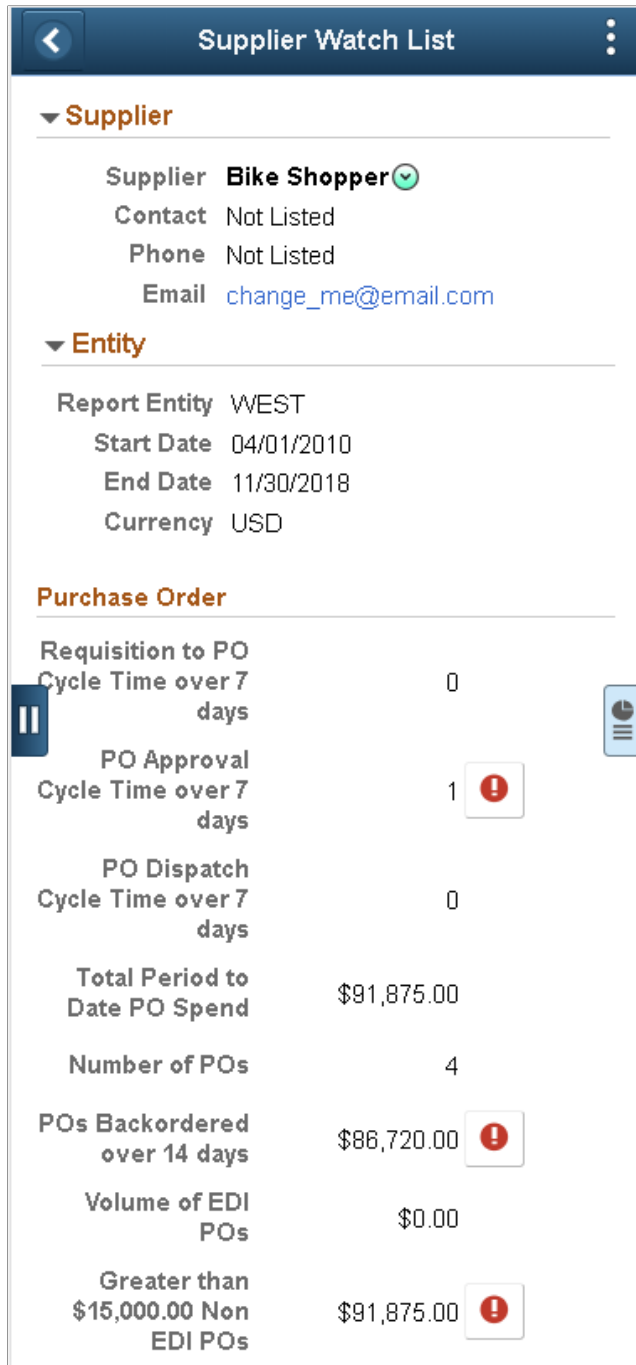 Supplier Watch List
Supplier
Supplier Bike Shopper
Contact Not Listed
Phone Not Listed
Email change_me@email.com
Entity
Report Entity WEST
Start Date 04/01/2010
End Date 11/30/2018
Currency USD
Purchase Order
Requisition to PO
Cycle Time over 7 0
days
PO Approval
Cycle Time over 7 1
days
PO Dispatch
Cycle Time over 7 0
days
Total Period to
Date PO Spend $91,875.00
Number of POs 4
POs Backordered
over 14 days $86,720.00
Volume of EDI
POs $0.00
Greater than
$15,000.00 Non $91,875.00
EDI POs